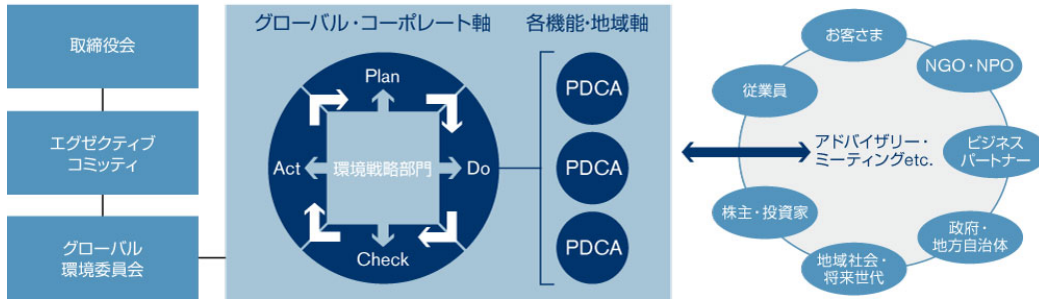 取締役会
エグゼクティブ
コミッティ
グローバル
環境委員会
グローバル・コーポレート軸
Plan
Act
環境戦略部門
Do
Check
各機能・地域軸
PDCA
PDCA
PDCA
お客さま
NGO・NPO
従業員
アドバイザリー・
ミーティングetc.
ビジネス
パートナー
株主・投資家
政府・
地方自治体
地域社会・
将来世代